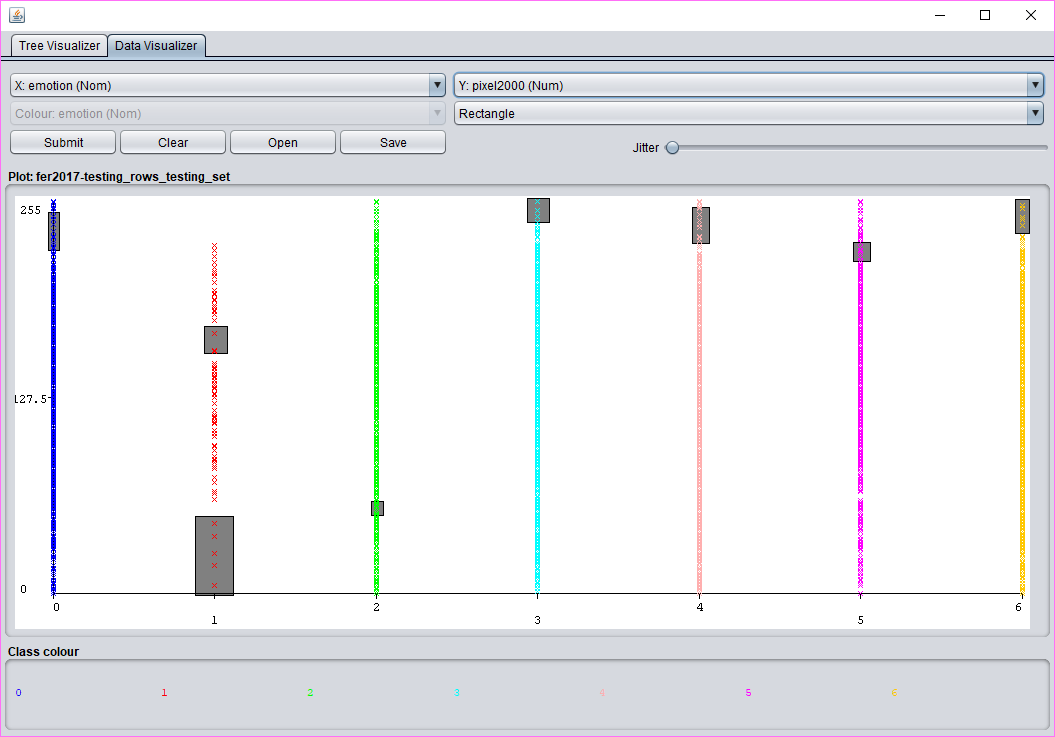 Tree Visualizer Data Visualizer
X: emotion (Nom) Y: pixel2000 (Num)
Colour: emotion (Nom) Rectangle
Submit Clear Open Save
Jitter
Plot: fer2017-testing_rows_testing_set
255
127.5
0
0 1 2 3 4 5 6
Class colour
0 1 2 3 4 5 6